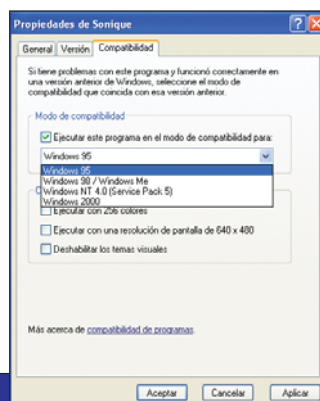 Propiedades de Sonique
General Versión Compatibilidad
Si tiene problemas con este programa y funcionó correctamente en
una versión anterior de Windows, seleccione el modo de
compatibilidad que coincida con esa versión anterior.
Modo de compatibilidad
Ejecutar este programa en el modo de compatibilidad para:
Windows 95
Windows 95
Windows 98 / Windows Me
Windows NT 4.0 (Service Pack 5)
Windows 2000
Ejecutar con 256 colores
Ejecutar con una resolución de pantalla de 640 x 480
Deshabilitar los temas visuales
Más acerca de compatibilidad de programas.
Aceptar Cancelar Aplicar